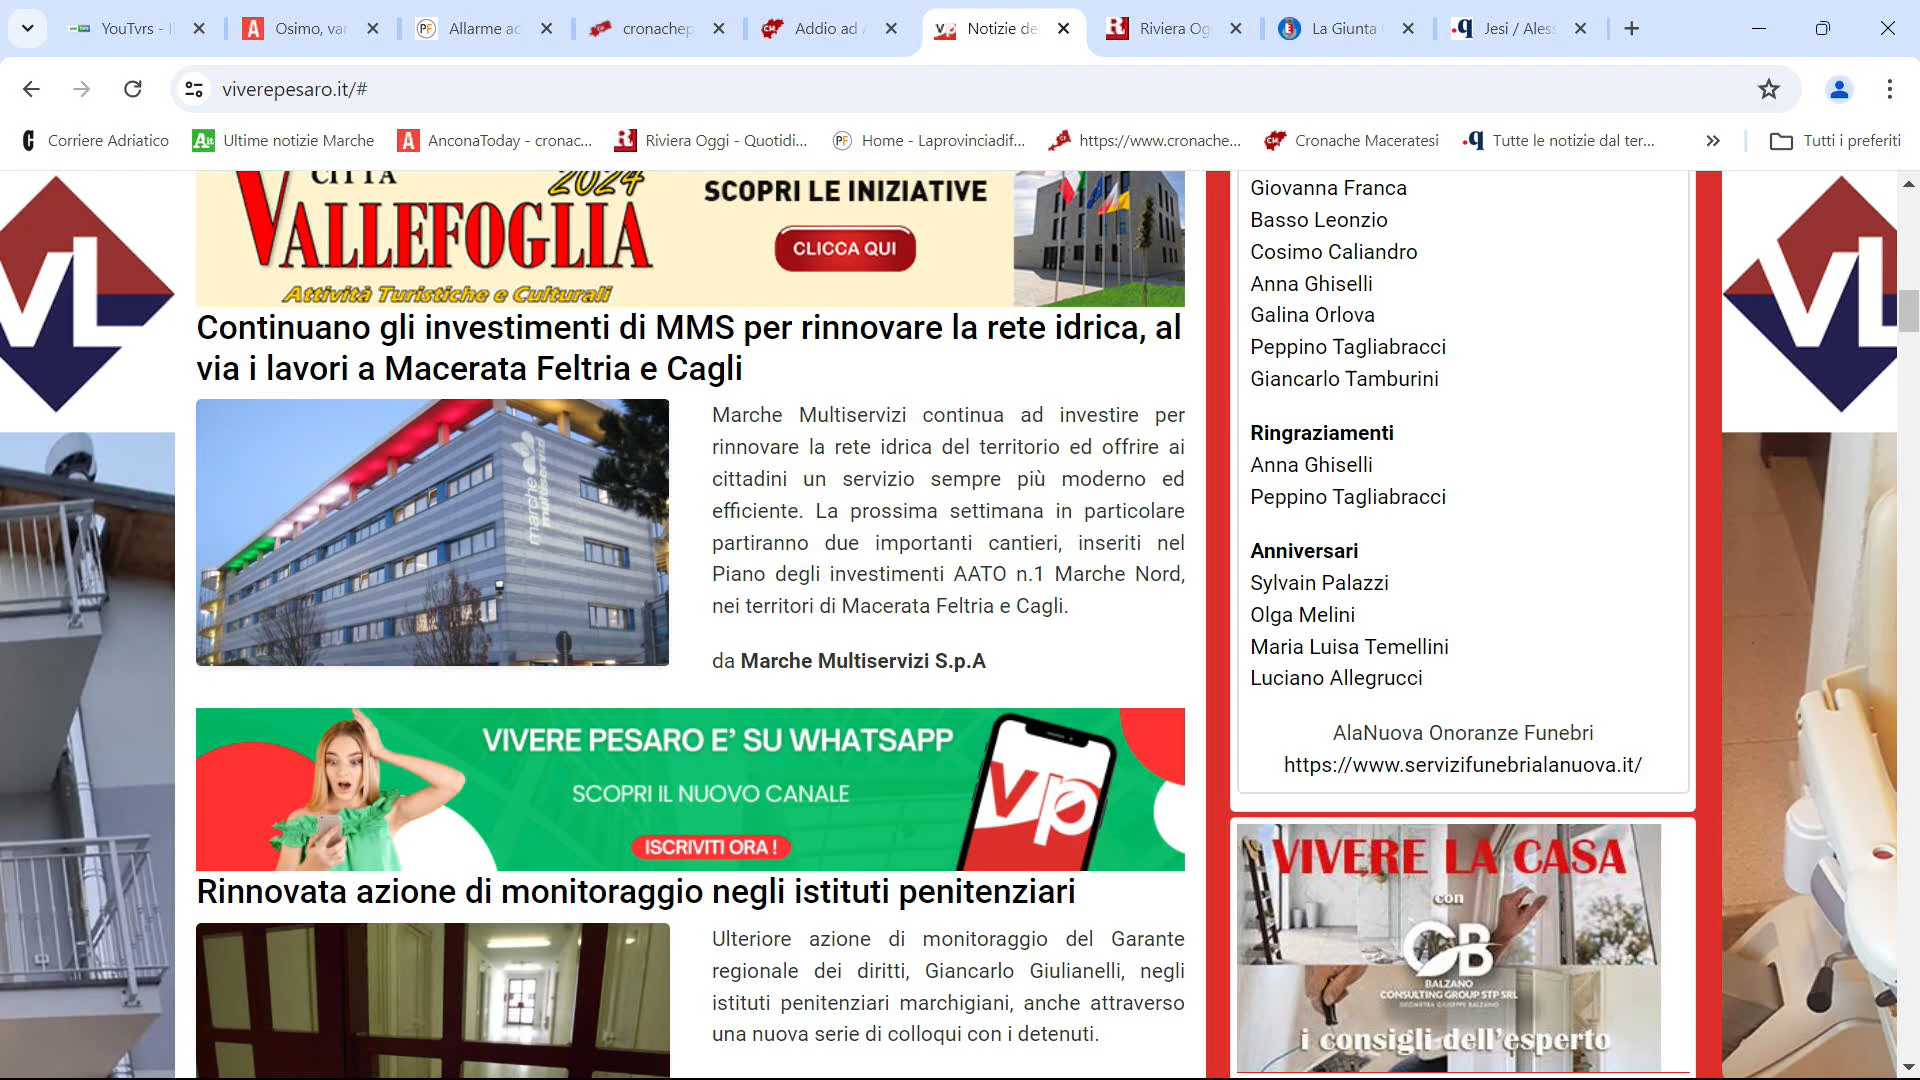 YouTvrs - I
Osimo, var
Allarme ac
cronachep
Addio ad A
Notizie de
Riviera Og
La Giunta
Jesi / Ales
viverepesaro.it/#
Corriere Adriatico
Ultime notizie Marche
AnconaToday - cronac...
Riviera Oggi - Quotidi...
Home - Laprovinciadif...
https://www.cronache...
Cronache Maceratesi
Tutte le notizie dal ter...
Tutti i preferiti
VL
CITTÀ
VALLEFOGLIA
2024
Attività Turistiche e Culturali
SCOPRI LE INIZIATIVE
CLICCA QUI
Continuano gli investimenti di MMS per rinnovare la rete idrica, al
via i lavori a Macerata Feltria e Cagli
marche
multiservizi
Marche Multiservizi continua ad investire per
rinnovare la rete idrica del territorio ed offrire ai
cittadini un servizio sempre più moderno ed
efficiente. La prossima settimana in particolare
partiranno due importanti cantieri, inseriti nel
Piano degli investimenti AATO n.1 Marche Nord,
nei territori di Macerata Feltria e Cagli.
da Marche Multiservizi S.p.A
VIVERE PESARO E' SU WHATSAPP
SCOPRI IL NUOVO CANALE
ISCRIVITI ORA !
vp
Rinnovata azione di monitoraggio negli istituti penitenziari
Ulteriore azione di monitoraggio del Garante
regionale dei diritti, Giancarlo Giulianelli, negli
istituti penitenziari marchigiani, anche attraverso
una nuova serie di colloqui con i detenuti.
Giovanna Franca
Basso Leonzio
Cosimo Caliandro
Anna Ghiselli
Galina Orlova
Peppino Tagliabracci
Giancarlo Tamburini
Ringraziamenti
Anna Ghiselli
Peppino Tagliabracci
Anniversari
Sylvain Palazzi
Olga Melini
Maria Luisa Temellini
Luciano Allegrucci
AlaNuova Onoranze Funebri
https://www.servizifunebrialanuova.it/
VIVERE LA CASA
con
GB
BALZANO
CONSULTING GROUP STP SRL
GEOMETRA GIUSEPPE BALZANO
i consigli dell'esperto
VL